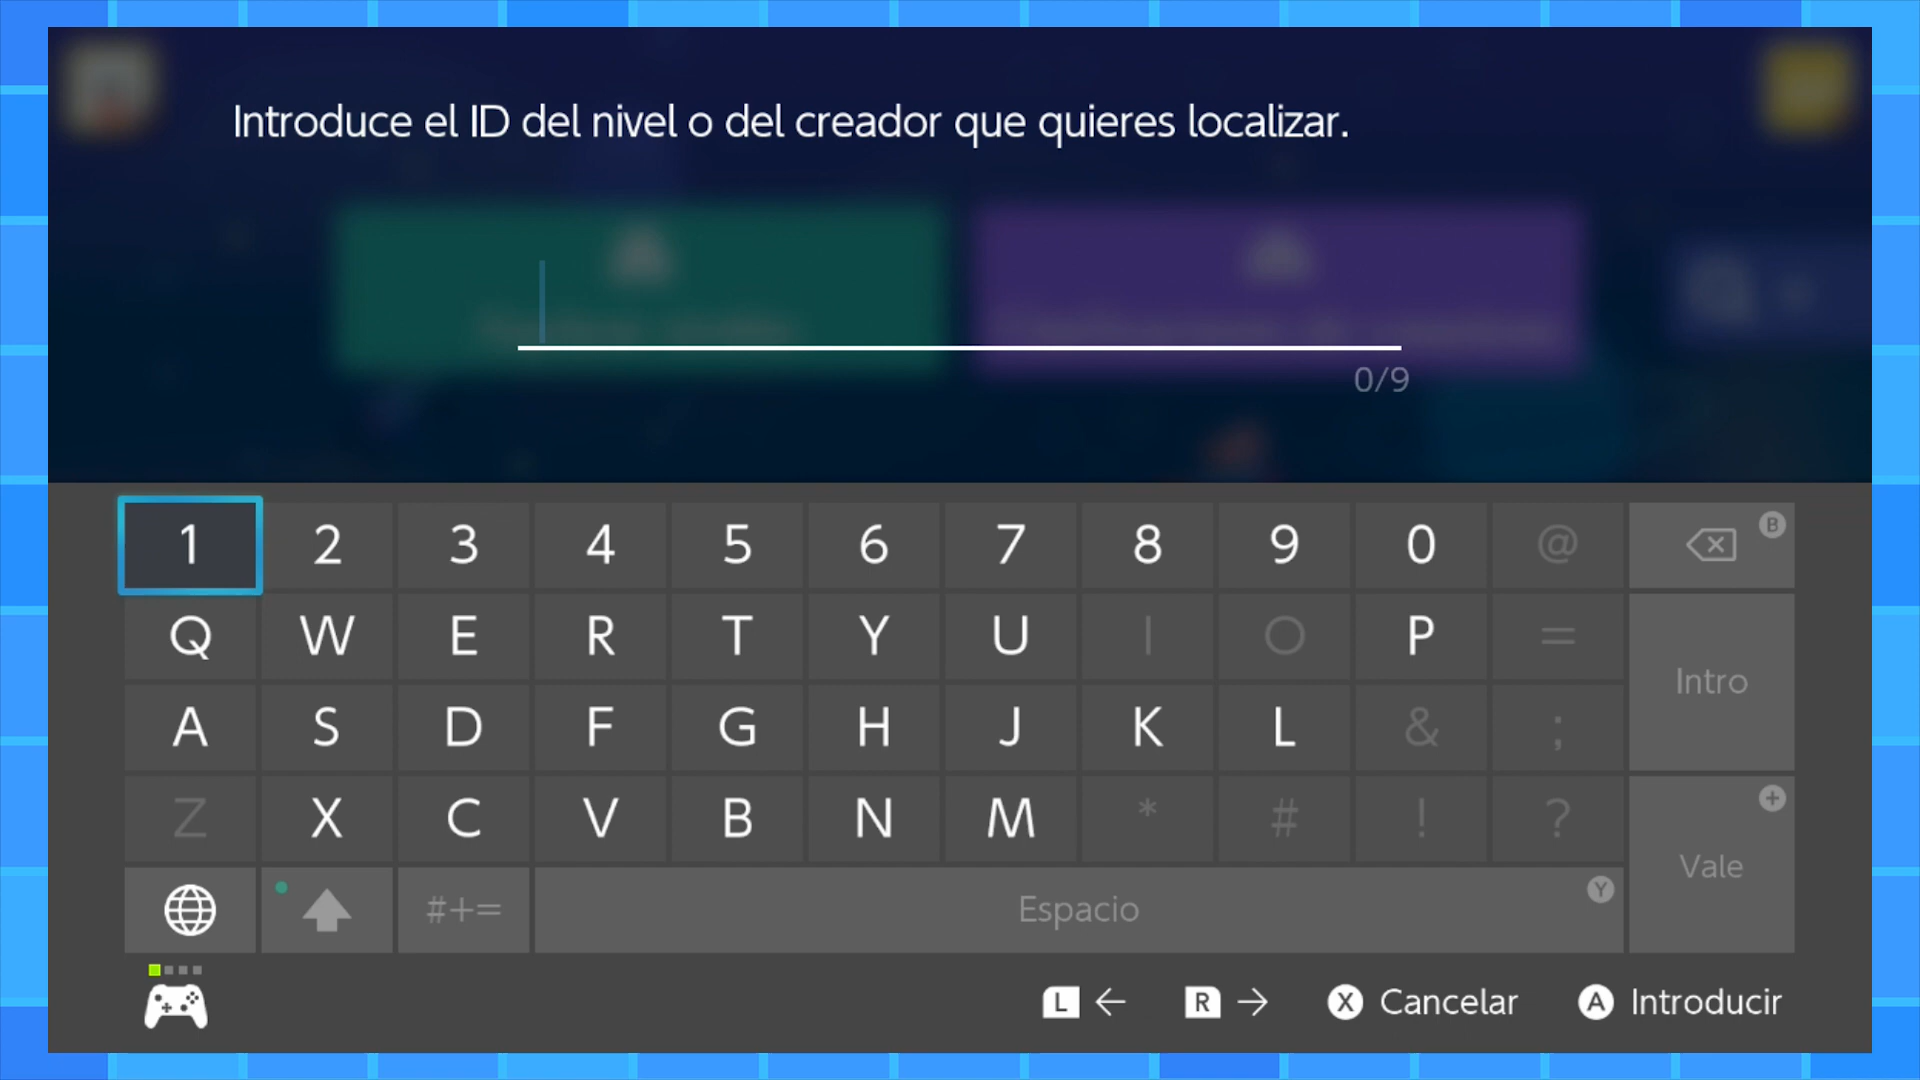 Introduce el ID del nivel o del creador que quieres localizar.
0/9
1 2 3 4 5 6 7 8 9 0 @ B
Q W E R T Y U I O P = Intro
A S D F G H J K L & ;
Z X C V B N M * # ! ? + Vale
#+= Espacio Y
L ← R → X Cancelar A Introducir